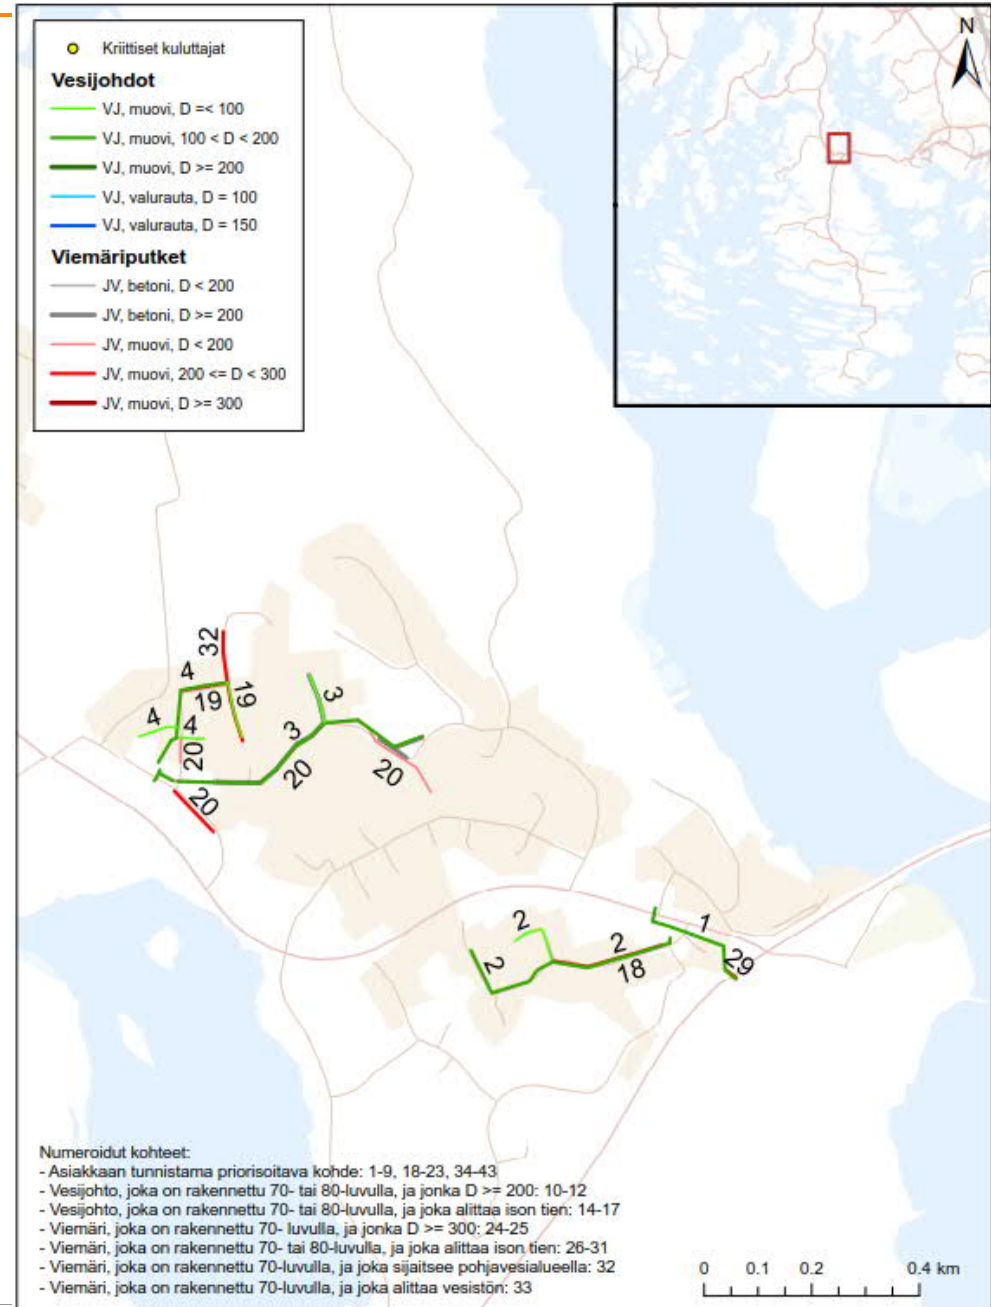 Kriittiset kuluttajat
Vesijohdot
VJ, muovi, D =< 100
VJ, muovi, 100 < D < 200
VJ, muovi, D >= 200
VJ, valurauta, D = 100
VJ, valurauta, D = 150
Viemäriputket
JV, betoni, D < 200
JV, betoni, D >= 200
JV, muovi, D < 200
JV, muovi, 200 <= D < 300
JV, muovi, D >= 300
N
32
4
19
19
4
4
20
3
3
20
20
20
2
2
2
18
1
29
Numeroidut kohteet:
- Asiakkaan tunnistama priorisoitava kohde: 1-9, 18-23, 34-43
- Vesijohto, joka on rakennettu 70- tai 80-luvulla, ja jonka D >= 200: 10-12
- Vesijohto, joka on rakennettu 70- tai 80-luvulla, ja joka alittaa ison tien: 14-17
- Viemäri, joka on rakennettu 70- luvulla, ja jonka D >= 300: 24-25
- Viemäri, joka on rakennettu 70- tai 80-luvulla, ja joka alittaa ison tien: 26-31
- Viemäri, joka on rakennettu 70-luvulla, ja joka sijaitsee pohjavesialueella: 32
- Viemäri, joka on rakennettu 70-luvulla, ja joka alittaa vesistön: 33
0 0.1 0.2 0.4 km